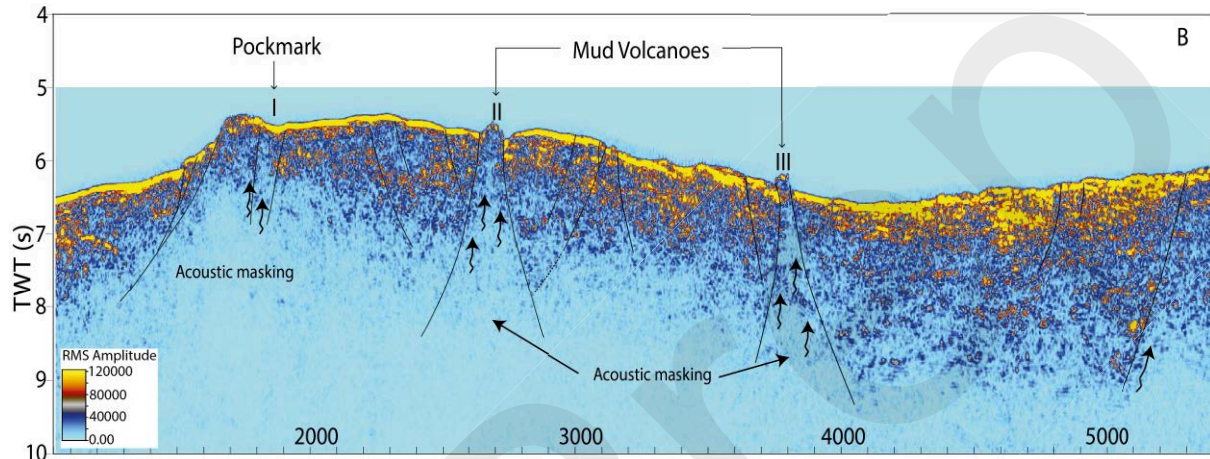 4
B
Pockmark
Mud Volcanoes
5
I
II
III
6
7
TWT (s)
Acoustic masking
8
RMS Amplitude
120000
80000
40000
0.00
9
Acoustic masking
10
2000
3000
4000
5000